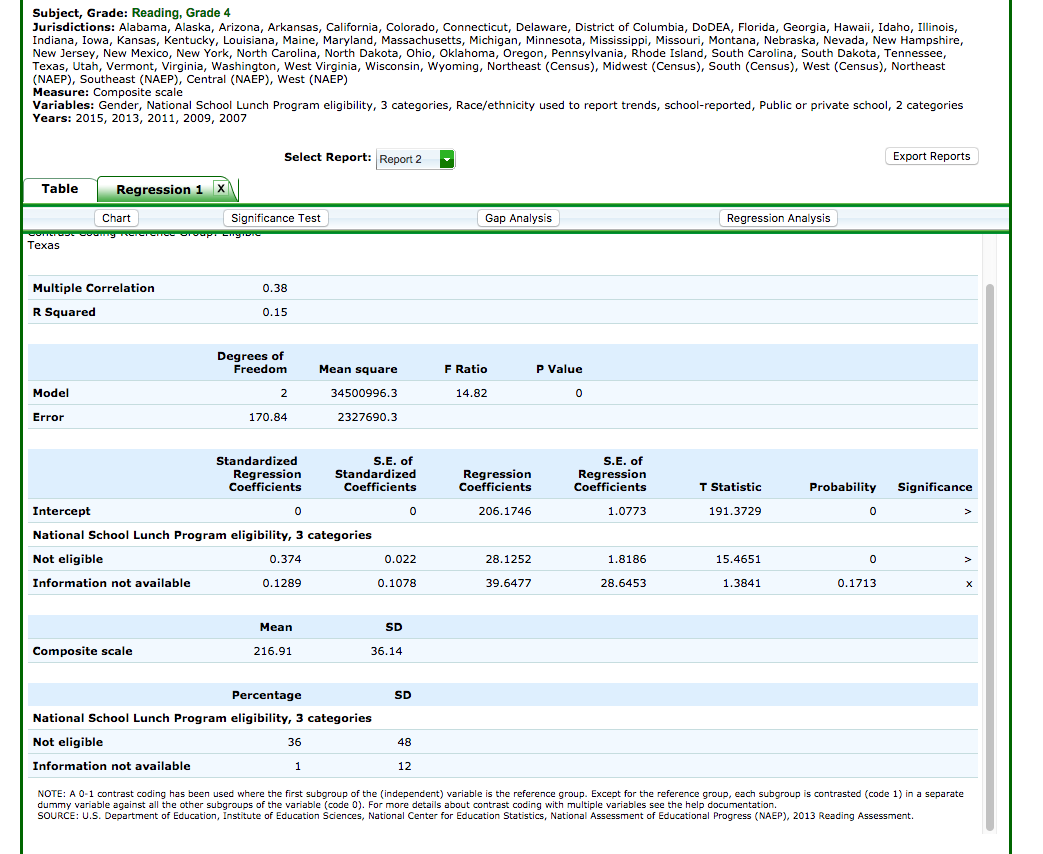 Subject, Grade: Reading, Grade 4
Jurisdictions: Alabama, Alaska, Arizona, Arkansas, California, Colorado, Connecticut, Delaware, District of Columbia, DoDEA, Florida, Georgia, Hawaii, Idaho, Illinois,
Indiana, Iowa, Kansas, Kentucky, Louisiana, Maine, Maryland, Massachusetts, Michigan, Minnesota, Mississippi, Missouri, Montana, Nebraska, Nevada, New Hampshire,
New Jersey, New Mexico, New York, North Carolina, North Dakota, Ohio, Oklahoma, Oregon, Pennsylvania, Rhode Island, South Carolina, South Dakota, Tennessee,
Texas, Utah, Vermont, Virginia, Washington, West Virginia, Wisconsin, Wyoming, Northeast (Census), Midwest (Census), South (Census), West (Census), Northeast
(NAEP), Southeast (NAEP), Central (NAEP), West (NAEP)
Measure: Composite scale
Variables: Gender, National School Lunch Program eligibility, 3 categories, Race/ethnicity used to report trends, school-reported, Public or private school, 2 categories
Years: 2015, 2013, 2011, 2009, 2007
Select Report: Report 2 Export Reports
Table Regression 1 X
Chart Significance Test Gap Analysis Regression Analysis
Contrast Coding Reference Group: Eligible
Texas
Multiple Correlation 0.38
R Squared 0.15
Degrees of
Freedom Mean square F Ratio P Value
Model 2 34500996.3 14.82 0
Error 170.84 2327690.3
Standardized S.E. of S.E. of
Regression Standardized Regression Regression
Coefficients Coefficients Coefficients Coefficients T Statistic Probability Significance
Intercept 0 0 206.1746 1.0773 191.3729 0 >
National School Lunch Program eligibility, 3 categories
Not eligible 0.374 0.022 28.1252 1.8186 15.4651 0 >
Information not available 0.1289 0.1078 39.6477 28.6453 1.3841 0.1713 x
Mean SD
Composite scale 216.91 36.14
Percentage SD
National School Lunch Program eligibility, 3 categories
Not eligible 36 48
Information not available 1 12
NOTE: A 0-1 contrast coding has been used where the first subgroup of the (independent) variable is the reference group. Except for the reference group, each subgroup is contrasted (code 1) in a separate
dummy variable against all the other subgroups of the variable (code 0). For more details about contrast coding with multiple variables see the help documentation.
SOURCE: U.S. Department of Education, Institute of Education Sciences, National Center for Education Statistics, National Assessment of Educational Progress (NAEP), 2013 Reading Assessment.